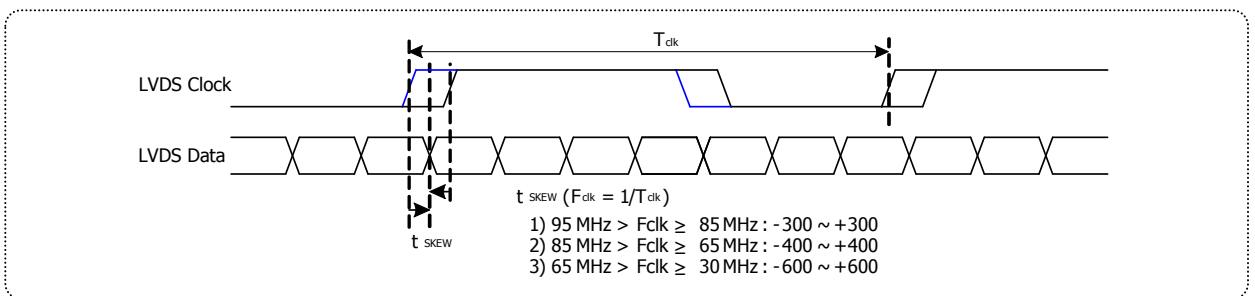 Tclk
LVDS Clock
LVDS Data
t SKEW (Fclk = 1/Tclk)
1) 95 MHz > Fclk ≥ 85 MHz : -300 ~ +300
2) 85 MHz > Fclk ≥ 65 MHz : -400 ~ +400
3) 65 MHz > Fclk ≥ 30 MHz : -600 ~ +600
t SKEW